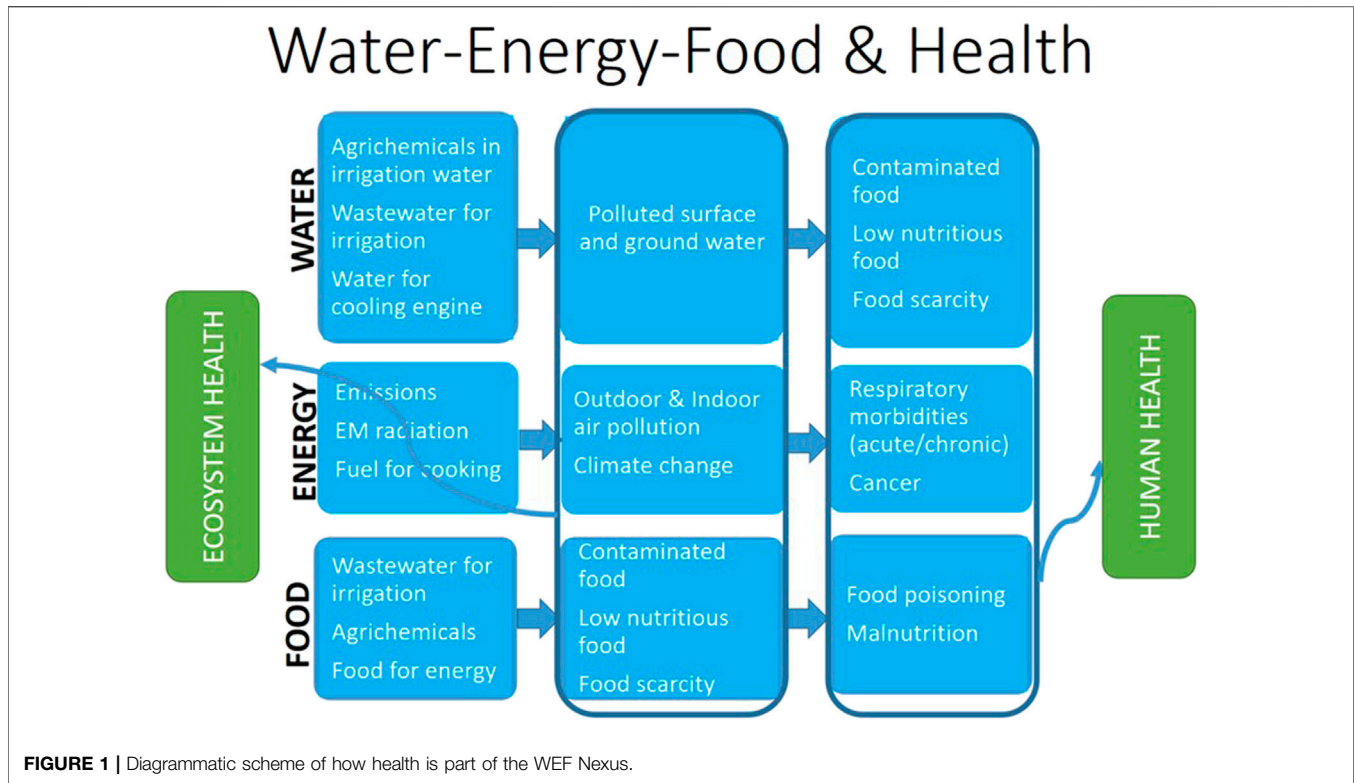 Water-Energy-Food & Health
ECOSYSTEM HEALTH
WATER
Agrichemicals in
irrigation water
Wastewater for
irrigation
Water for
cooling engine
Polluted surface
and ground water
Contaminated
food
Low nutritious
food
Food scarcity
ENERGY
Emissions
EM radiation
Fuel for cooking
Outdoor & Indoor
air pollution
Climate change
Respiratory
morbidities
(acute/chronic)
Cancer
FOOD
Wastewater for
irrigation
Agrichemicals
Food for energy
Contaminated
food
Low nutritious
food
Food scarcity
Food poisoning
Malnutrition
HUMAN HEALTH
FIGURE 1 | Diagrammatic scheme of how health is part of the WEF Nexus.